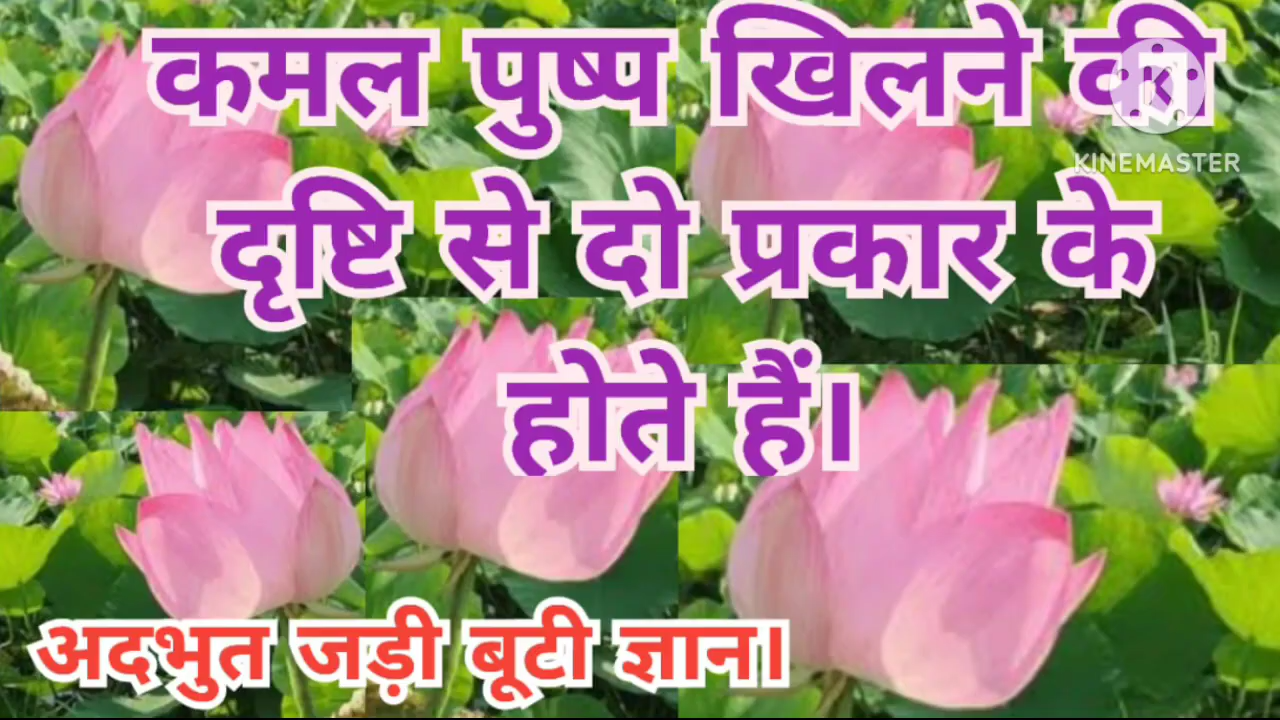 कमल पुष्प खिलने की
KINEMASTER
दृष्टि से दो प्रकार के
होते हैं।
अदभुत जड़ी बूटी ज्ञान।